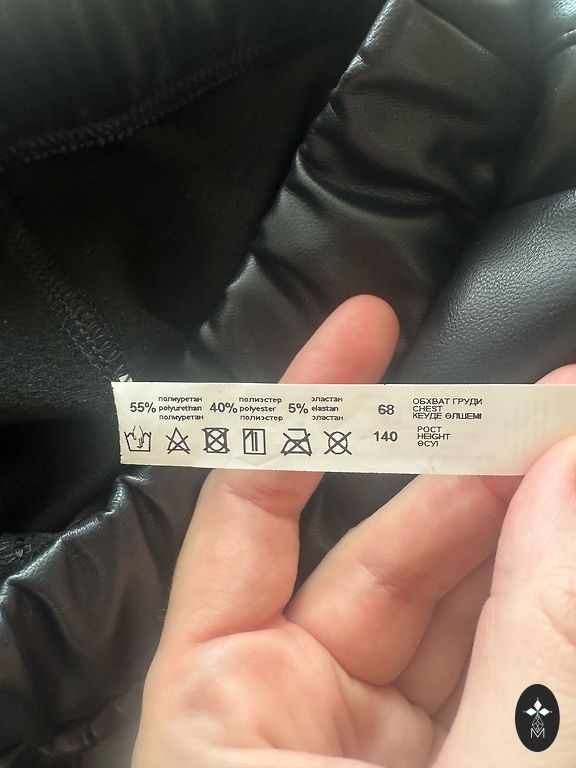 55% полиуретан polyurethan полиуретан
40% полиэстер polyester полиэстер
5% эластан elastan эластан
68 ОБХВАТ ГРУДИ CHEST КЕУДЕ ӨЛШЕМІ
140 РОСТ HEIGHT ӨСУІ
M